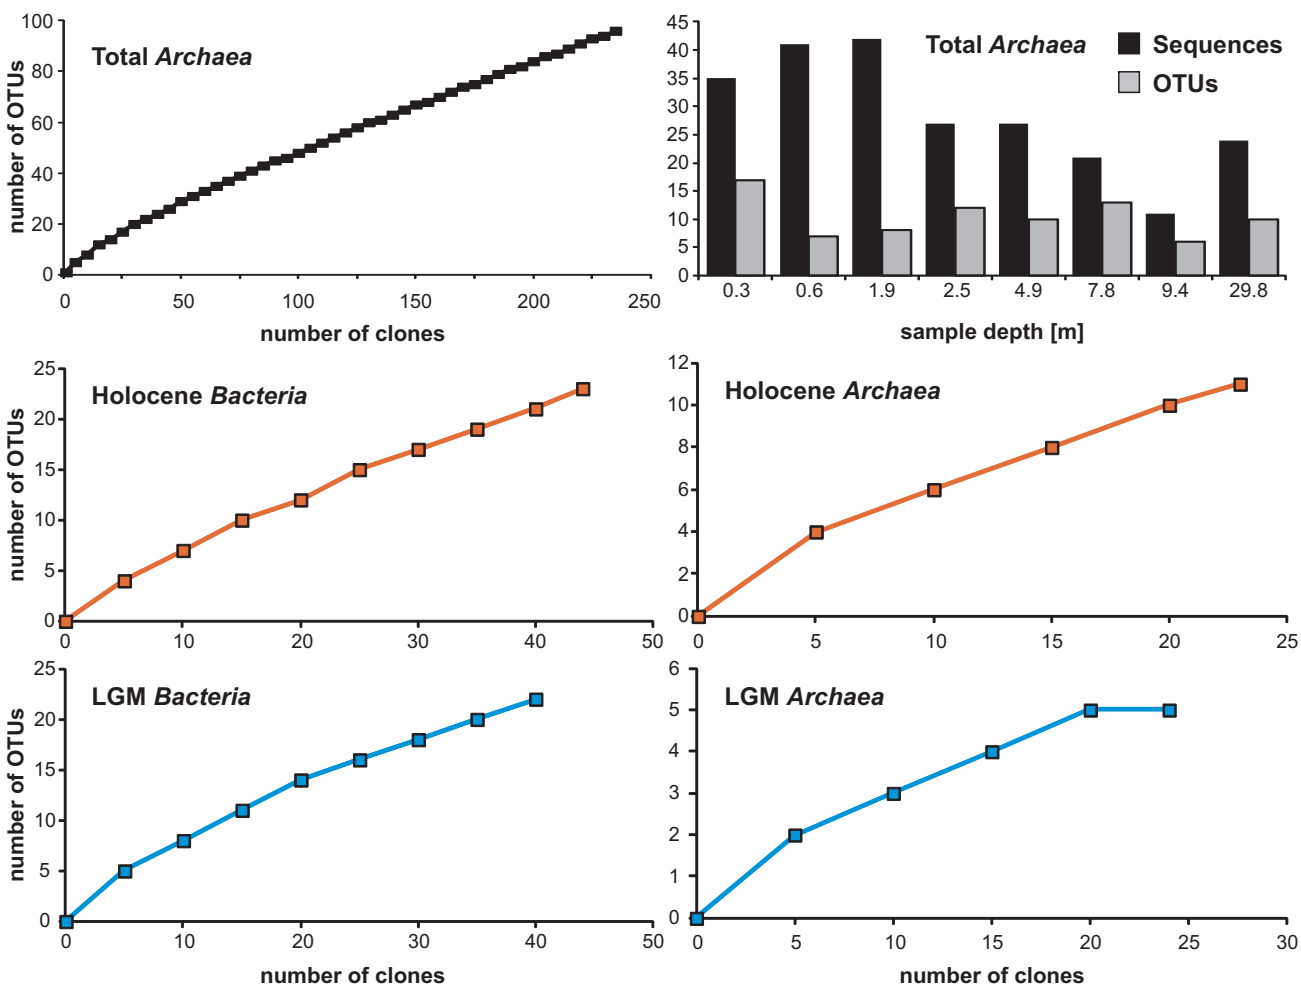 Total Archaea
number of OTUs
100
80
60
40
20
0
0 50 100 150 200 250
number of clones
Total Archaea
Sequences
OTUs
45
40
35
30
25
20
15
10
5
0
0.3 0.6 1.9 2.5 4.9 7.8 9.4 29.8
sample depth [m]
Holocene Bacteria
number of OTUs
25
20
15
10
5
0
0 10 20 30 40 50
Holocene Archaea
12
10
8
6
4
2
0
0 5 10 15 20 25
LGM Bacteria
number of OTUs
25
20
15
10
5
0
0 10 20 30 40 50
number of clones
LGM Archaea
6
5
4
3
2
1
0
0 5 10 15 20 25 30
number of clones